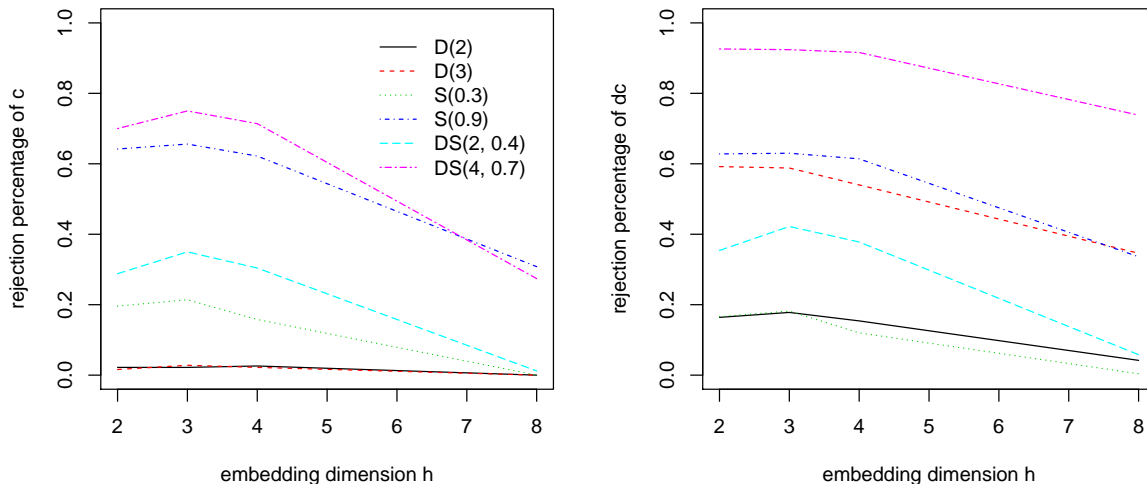 rejection percentage of c
0.0 0.2 0.4 0.6 0.8 1.0
D(2)
D(3)
S(0.3)
S(0.9)
DS(2, 0.4)
DS(4, 0.7)
2 3 4 5 6 7 8
embedding dimension h
rejection percentage of dc
0.0 0.2 0.4 0.6 0.8 1.0
2 3 4 5 6 7 8
embedding dimension h